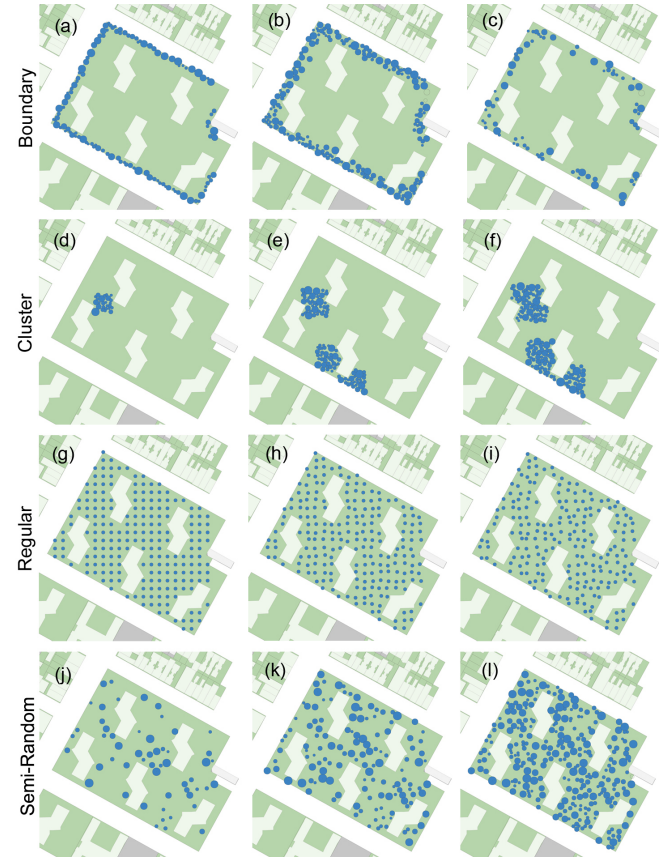 (a) (b) (c)
Boundary
(d) (e) (f)
Cluster
(g) (h) (i)
Regular
(j) (k) (l)
Semi-Random